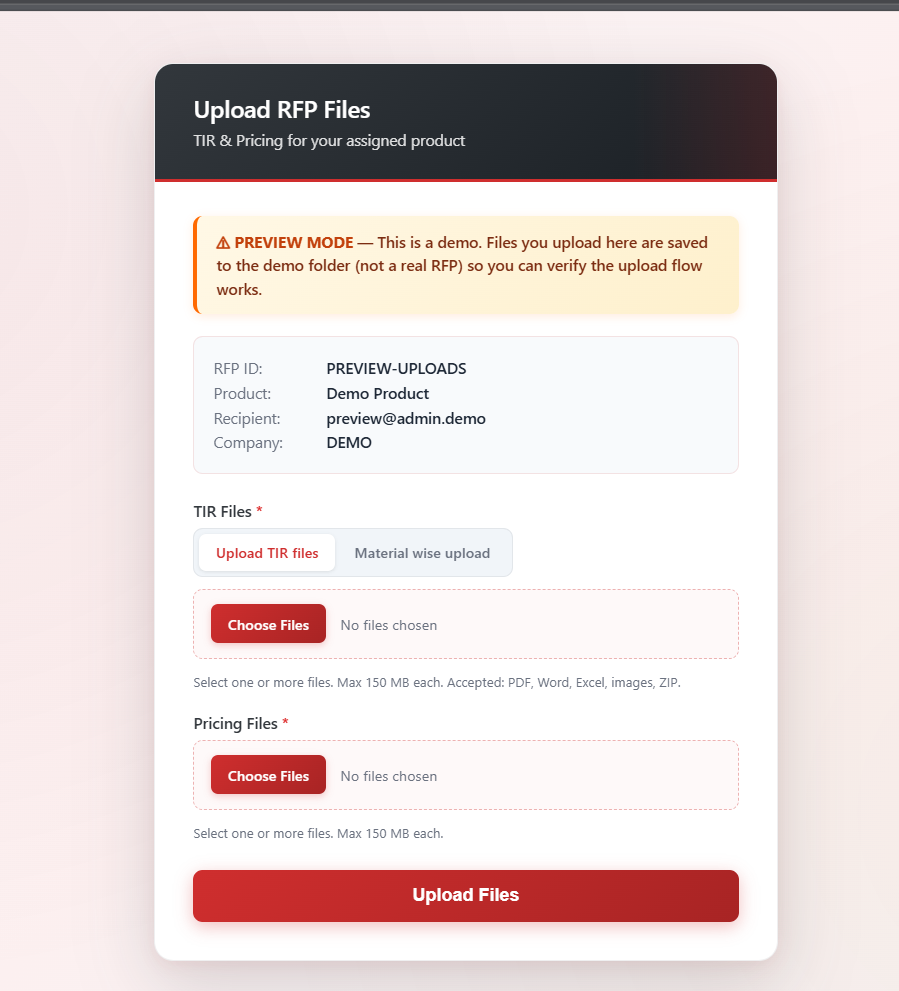 Upload RFP Files
TIR & Pricing for your assigned product
⚠ PREVIEW MODE — This is a demo. Files you upload here are saved
to the demo folder (not a real RFP) so you can verify the upload flow
works.
RFP ID: PREVIEW-UPLOADS
Product: Demo Product
Recipient: preview@admin.demo
Company: DEMO
TIR Files *
Upload TIR files Material wise upload
Choose Files No files chosen
Select one or more files. Max 150 MB each. Accepted: PDF, Word, Excel, images, ZIP.
Pricing Files *
Choose Files No files chosen
Select one or more files. Max 150 MB each.
Upload Files